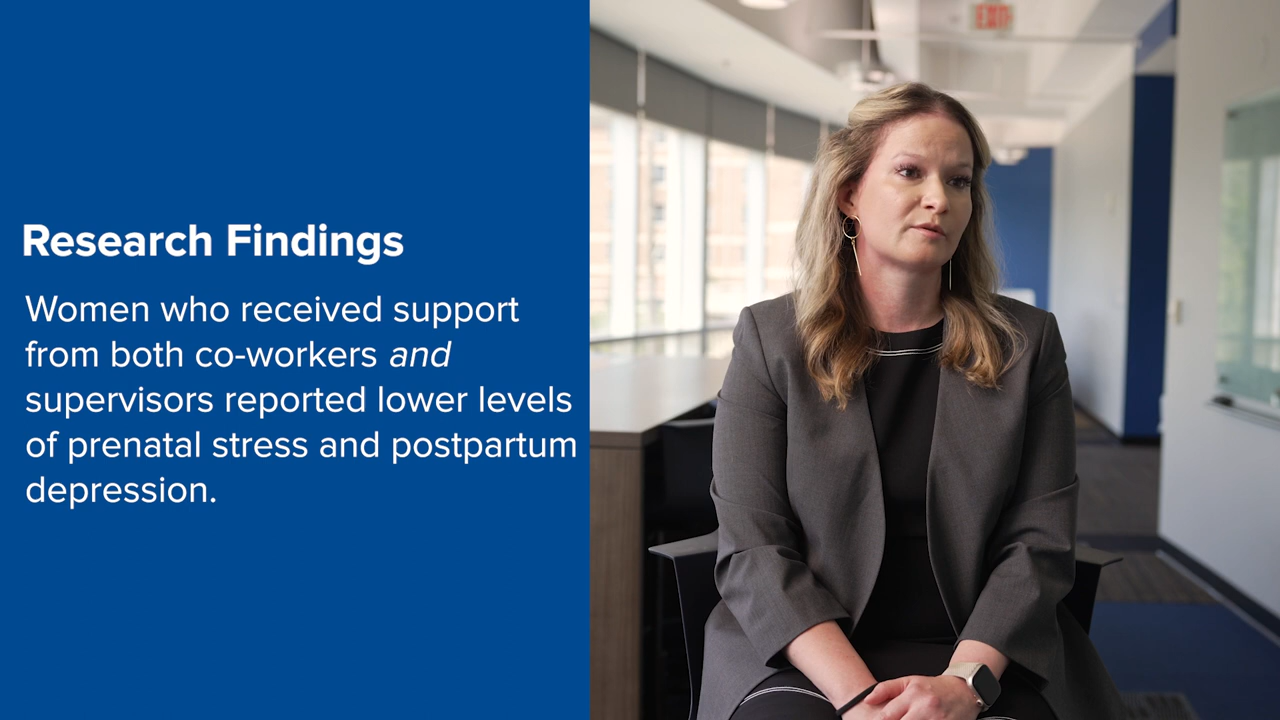 EXIT
Research Findings
Women who received support
from both co-workers and
supervisors reported lower levels
of prenatal stress and postpartum
depression.